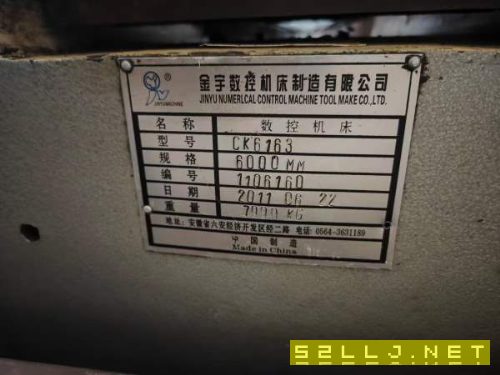 金宇数控机床制造有限公司
JINYU NUMERLCAL CONTROL MACHINE TOOL MAKE CO.,LTD.
JINYUMACHINE
名称 数控机床
型号 CK6163
规格 6000MM
编号 1106160
日期 2011 06 22
重量 7000 KG
地址: 安徽省六安经济开发区经二路 电话: 0564-3631189
中国制造
Made in China
52LLJ.NET